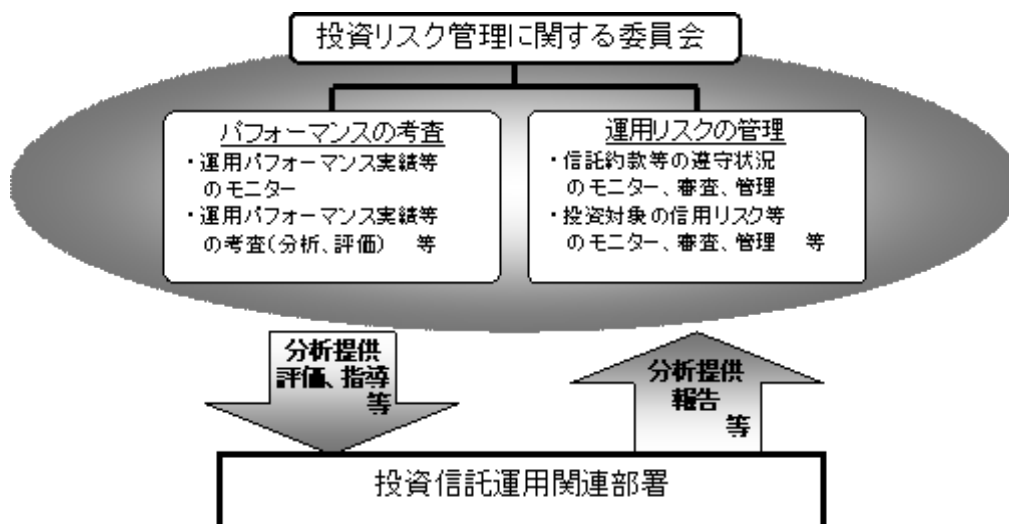 投資リスク管理に関する委員会
パフォーマンスの考査
・運用パフォーマンス実績等
のモニター
・運用パフォーマンス実績等
の考査(分析、評価) 等
運用リスクの管理
・信託約款等の遵守状況
のモニター、審査、管理
・投資対象の信用リスク等
のモニター、審査、管理 等
分析提供
評価、指導
等
分析提供
報告
等
投資信託運用関連部署